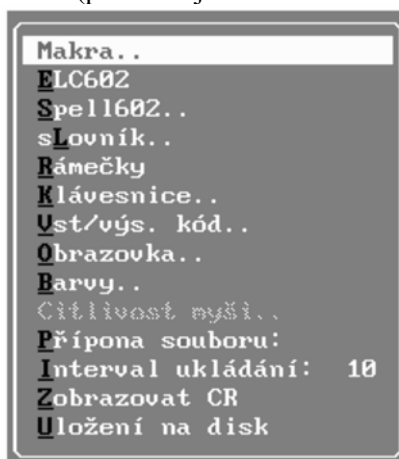 Makra..
ELC602
Spell602..
sLovník..
Rámečky
Klávesnice..
Vst/výs. kód..
Obrazovka..
Barvy..
Citlivost myši..
Přípona souboru:
Interval ukládání: 10
Zobrazovat CR
Uložení na disk